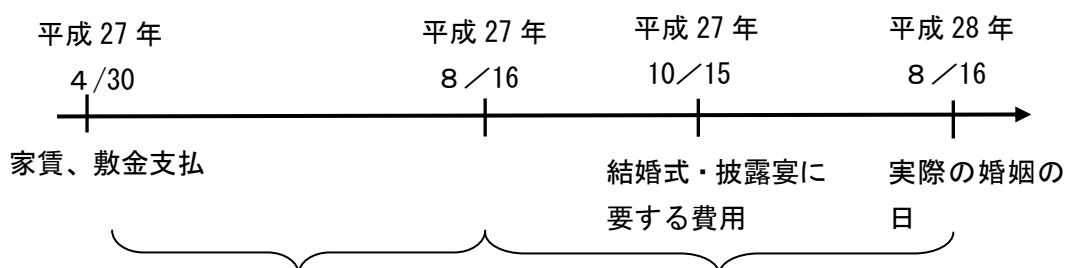 平成 27 年 平成 27 年 平成 27 年 平成 28 年
４/30 ８／16 10／15 ８／16
家賃、敷金支払 結婚式・披露宴に 実際の婚姻の
要する費用 日